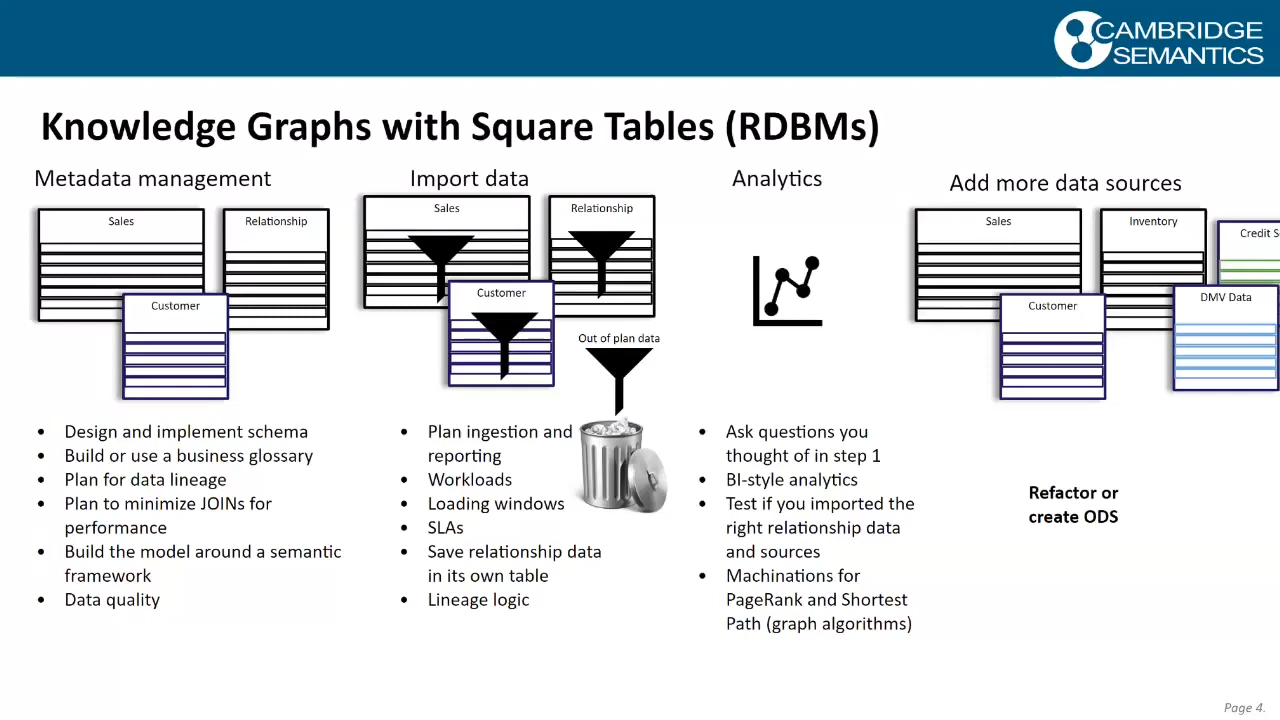 CAMBRIDGE
SEMANTICS
Knowledge Graphs with Square Tables (RDBMs)
Metadata management
Sales
Relationship
Customer
• Design and implement schema
• Build or use a business glossary
• Plan for data lineage
• Plan to minimize JOINs for
performance
• Build the model around a semantic
framework
• Data quality
Import data
Sales
Relationship
Customer
Out of plan data
• Plan ingestion and
reporting
• Workloads
• Loading windows
• SLAs
• Save relationship data
in its own table
• Lineage logic
Analytics
• Ask questions you
thought of in step 1
• BI-style analytics
• Test if you imported the
right relationship data
and sources
• Machinations for
PageRank and Shortest
Path (graph algorithms)
Add more data sources
Sales
Inventory
Credit S
Customer
DMV Data
Refactor or
create ODS
Page 4.